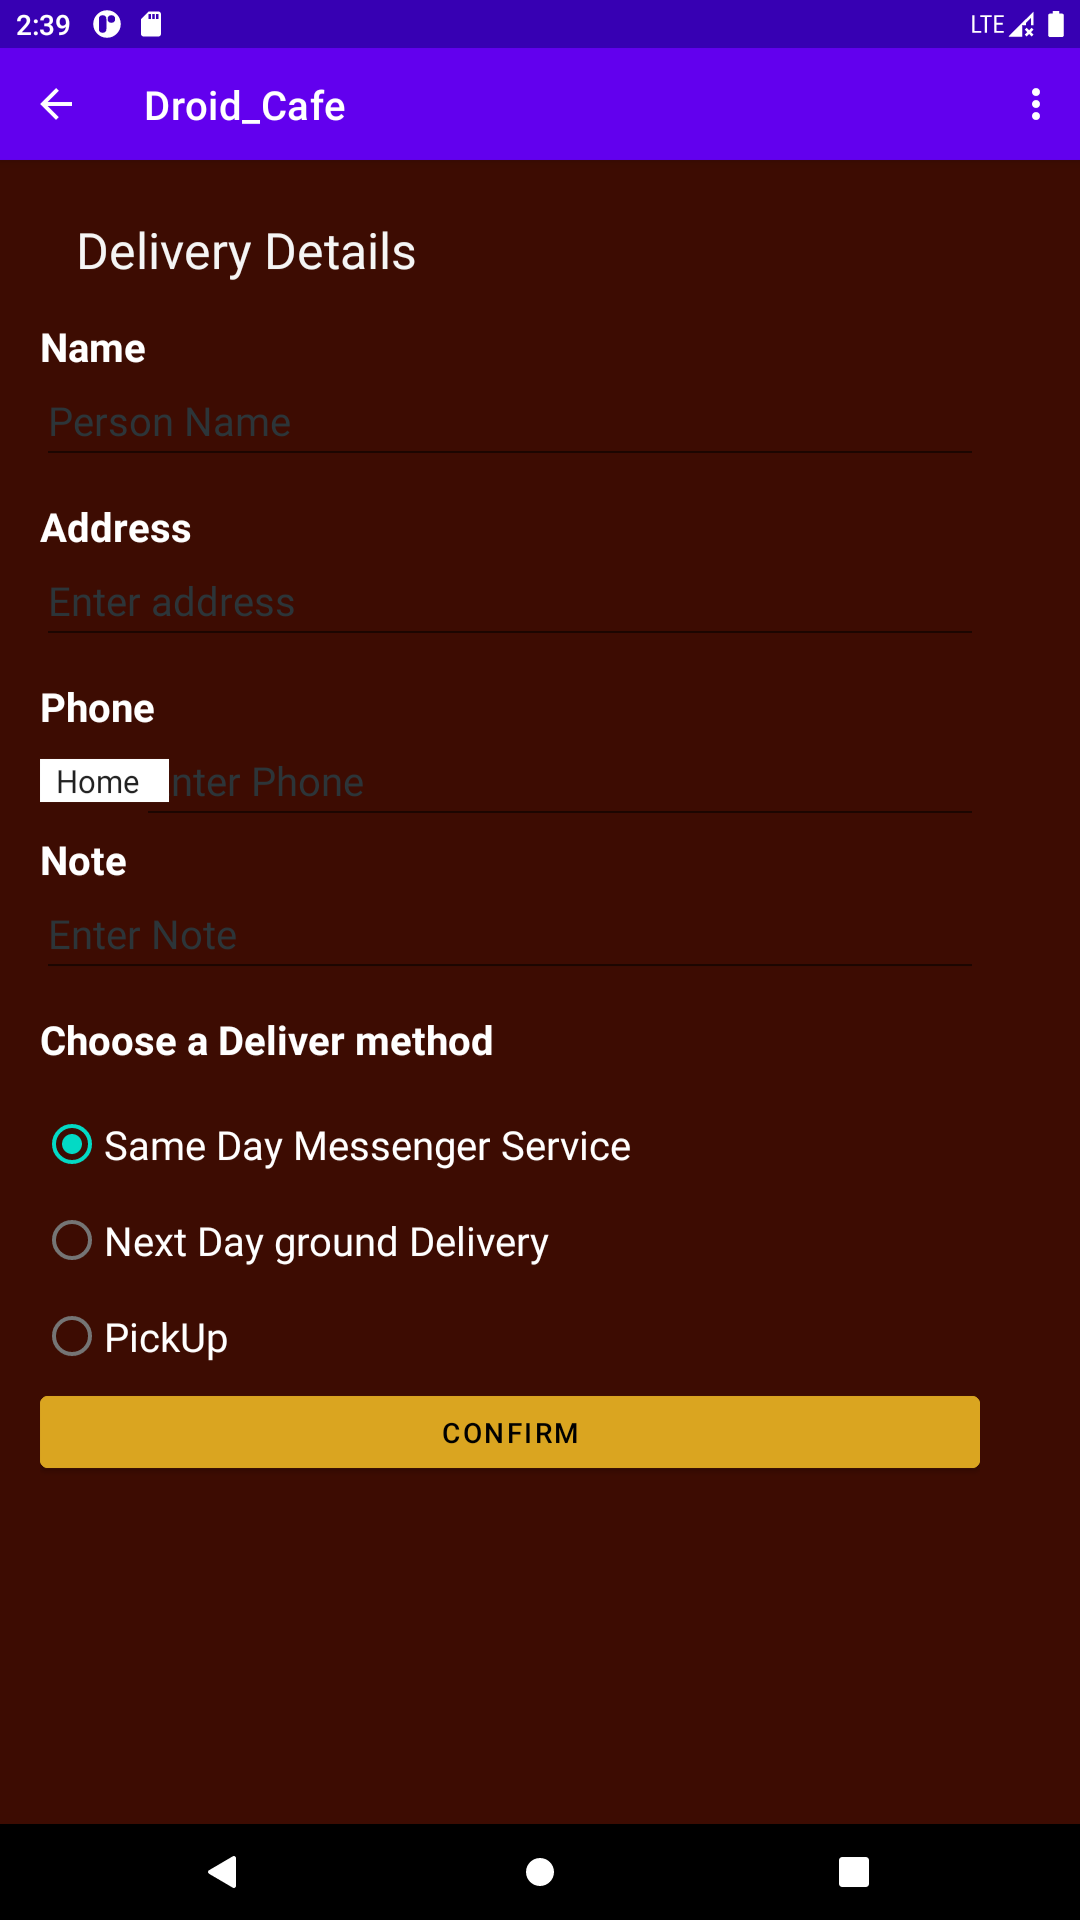 2:39 LTE
Droid_Cafe
Delivery Details
Name
Person Name
Address
Enter address
Phone
Home nter Phone
Note
Enter Note
Choose a Deliver method
Same Day Messenger Service
Next Day ground Delivery
PickUp
CONFIRM